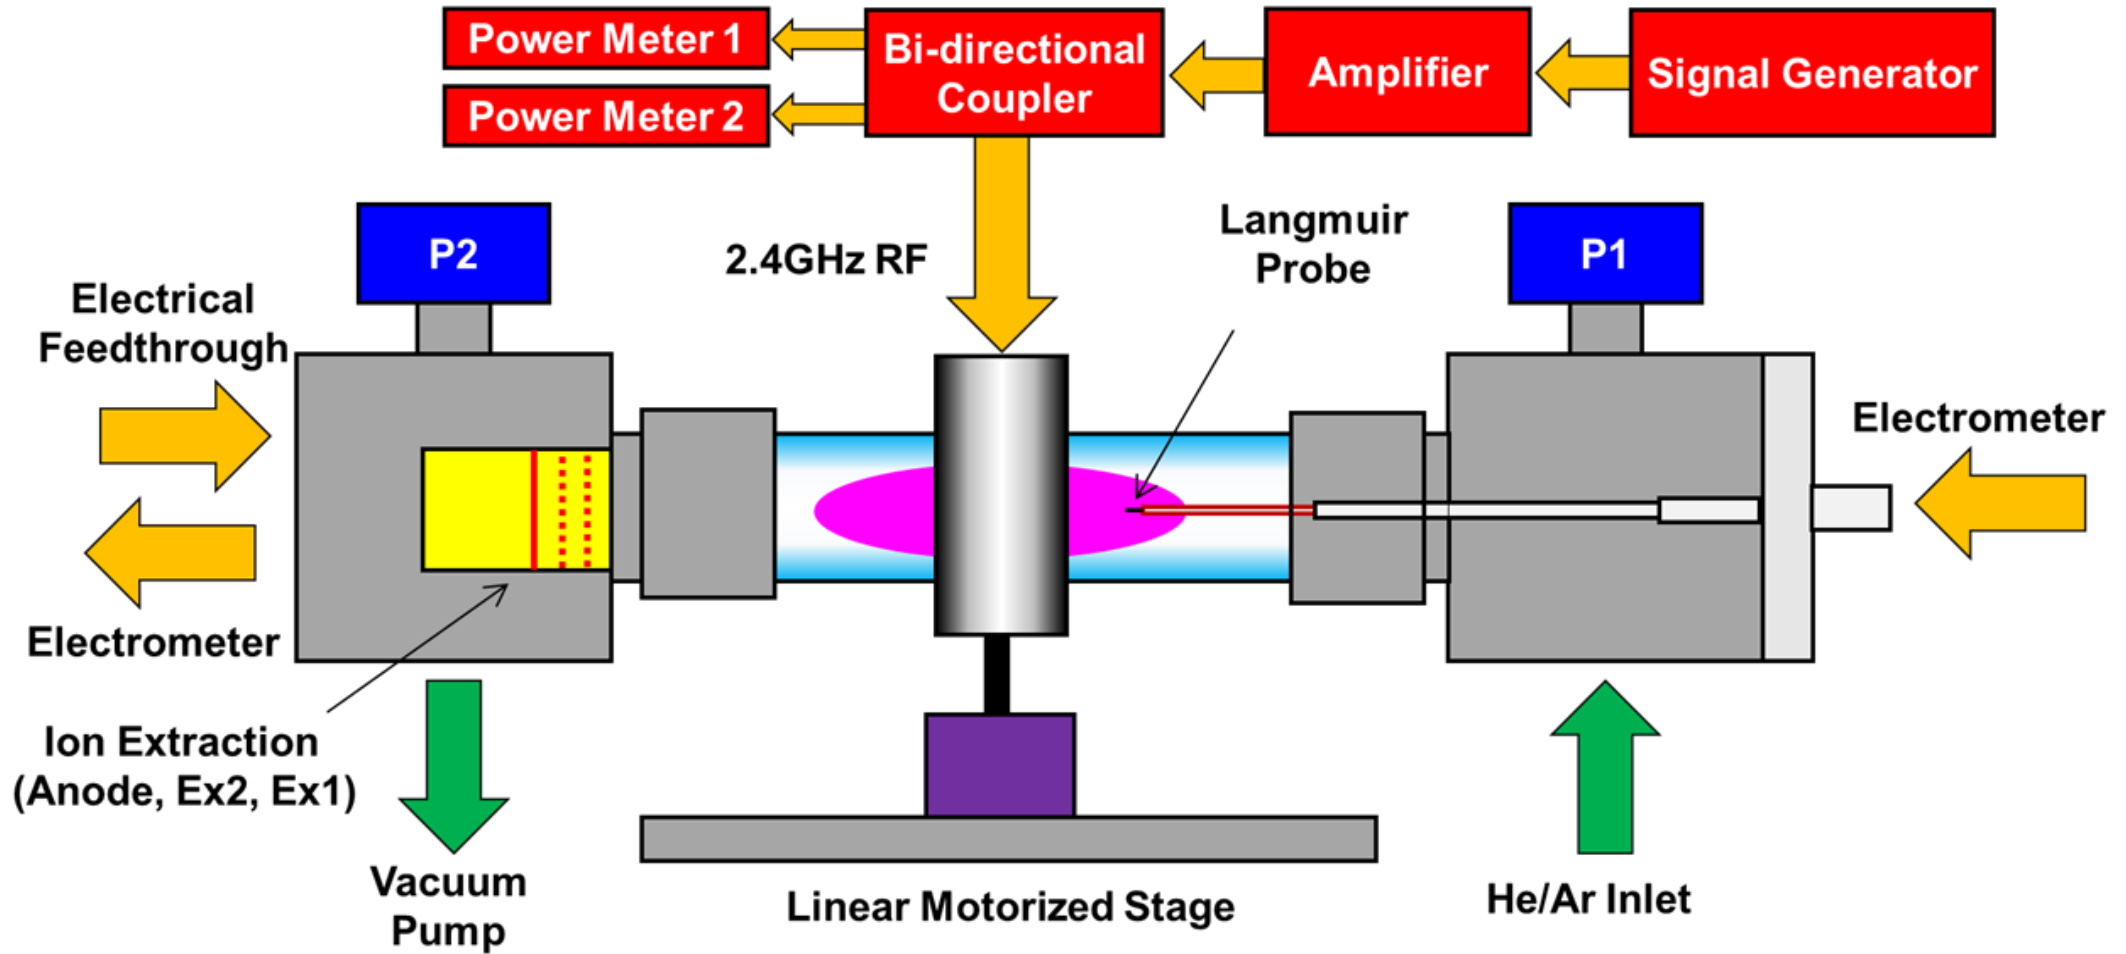 Power Meter 1
Power Meter 2
Bi-directional
Coupler
Amplifier
Signal Generator
P2
2.4GHz RF
Langmuir
Probe
P1
Electrical
Feedthrough
Electrometer
Electrometer
Ion Extraction
(Anode, Ex2, Ex1)
Vacuum
Pump
Linear Motorized Stage
He/Ar Inlet